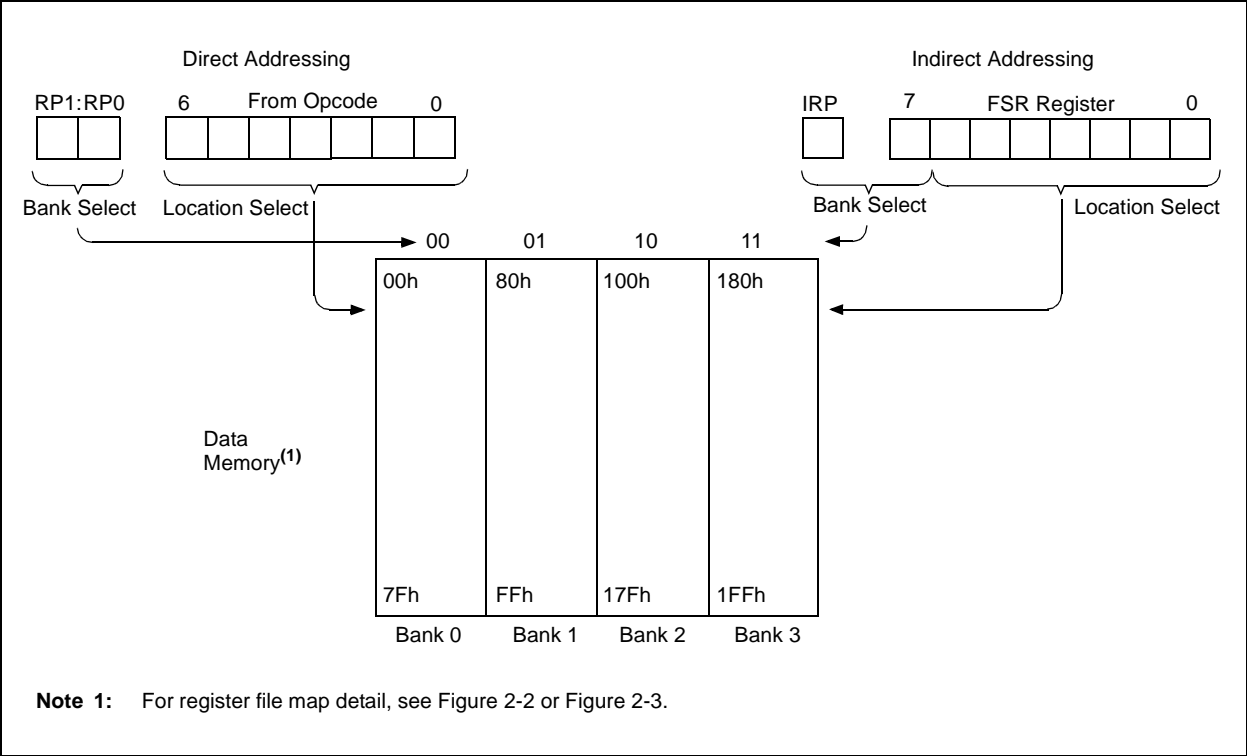 Direct Addressing
Indirect Addressing
RP1:RP0 6 From Opcode 0
IRP 7 FSR Register 0
Bank Select Location Select
Bank Select Location Select
00 01 10 11
00h 80h 100h 180h
Data
Memory(1)
7Fh FFh 17Fh 1FFh
Bank 0 Bank 1 Bank 2 Bank 3
Note 1: For register file map detail, see Figure 2-2 or Figure 2-3.